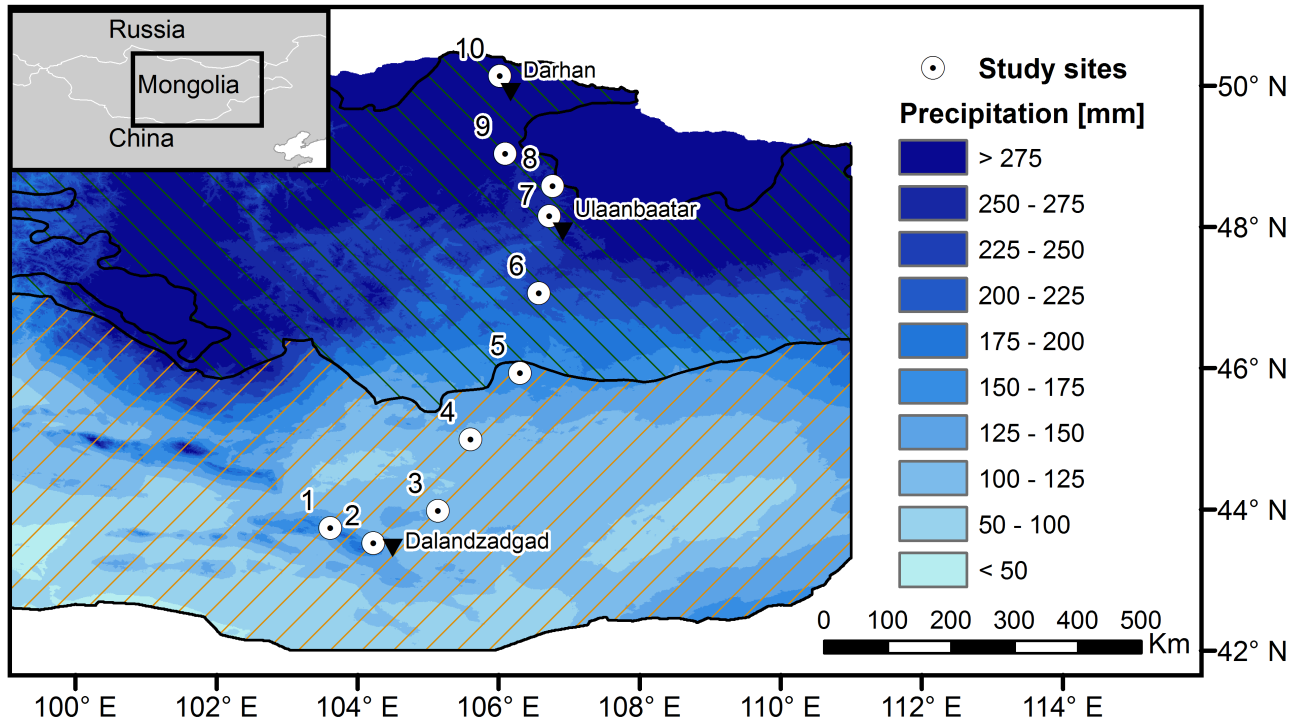 Russia
Mongolia
China
10
Darhan
9
8
7
Ulaanbaatar
6
5
4
3
1
2
Dalandzadgad
Study sites
Precipitation [mm]
> 275
250 - 275
225 - 250
200 - 225
175 - 200
150 - 175
125 - 150
100 - 125
50 - 100
< 50
0 100 200 300 400 500
Km
50° N
48° N
46° N
44° N
42° N
100° E 102° E 104° E 106° E 108° E 110° E 112° E 114° E